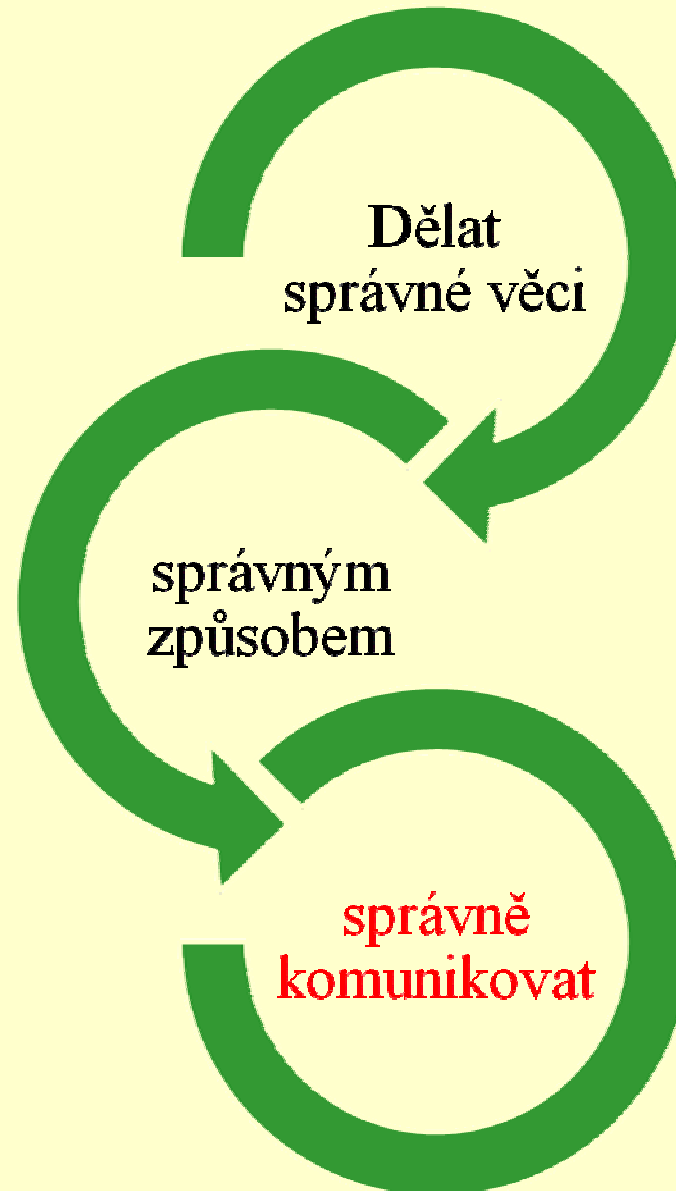 Dělat
správné věci
správným
způsobem
správně
komunikovat